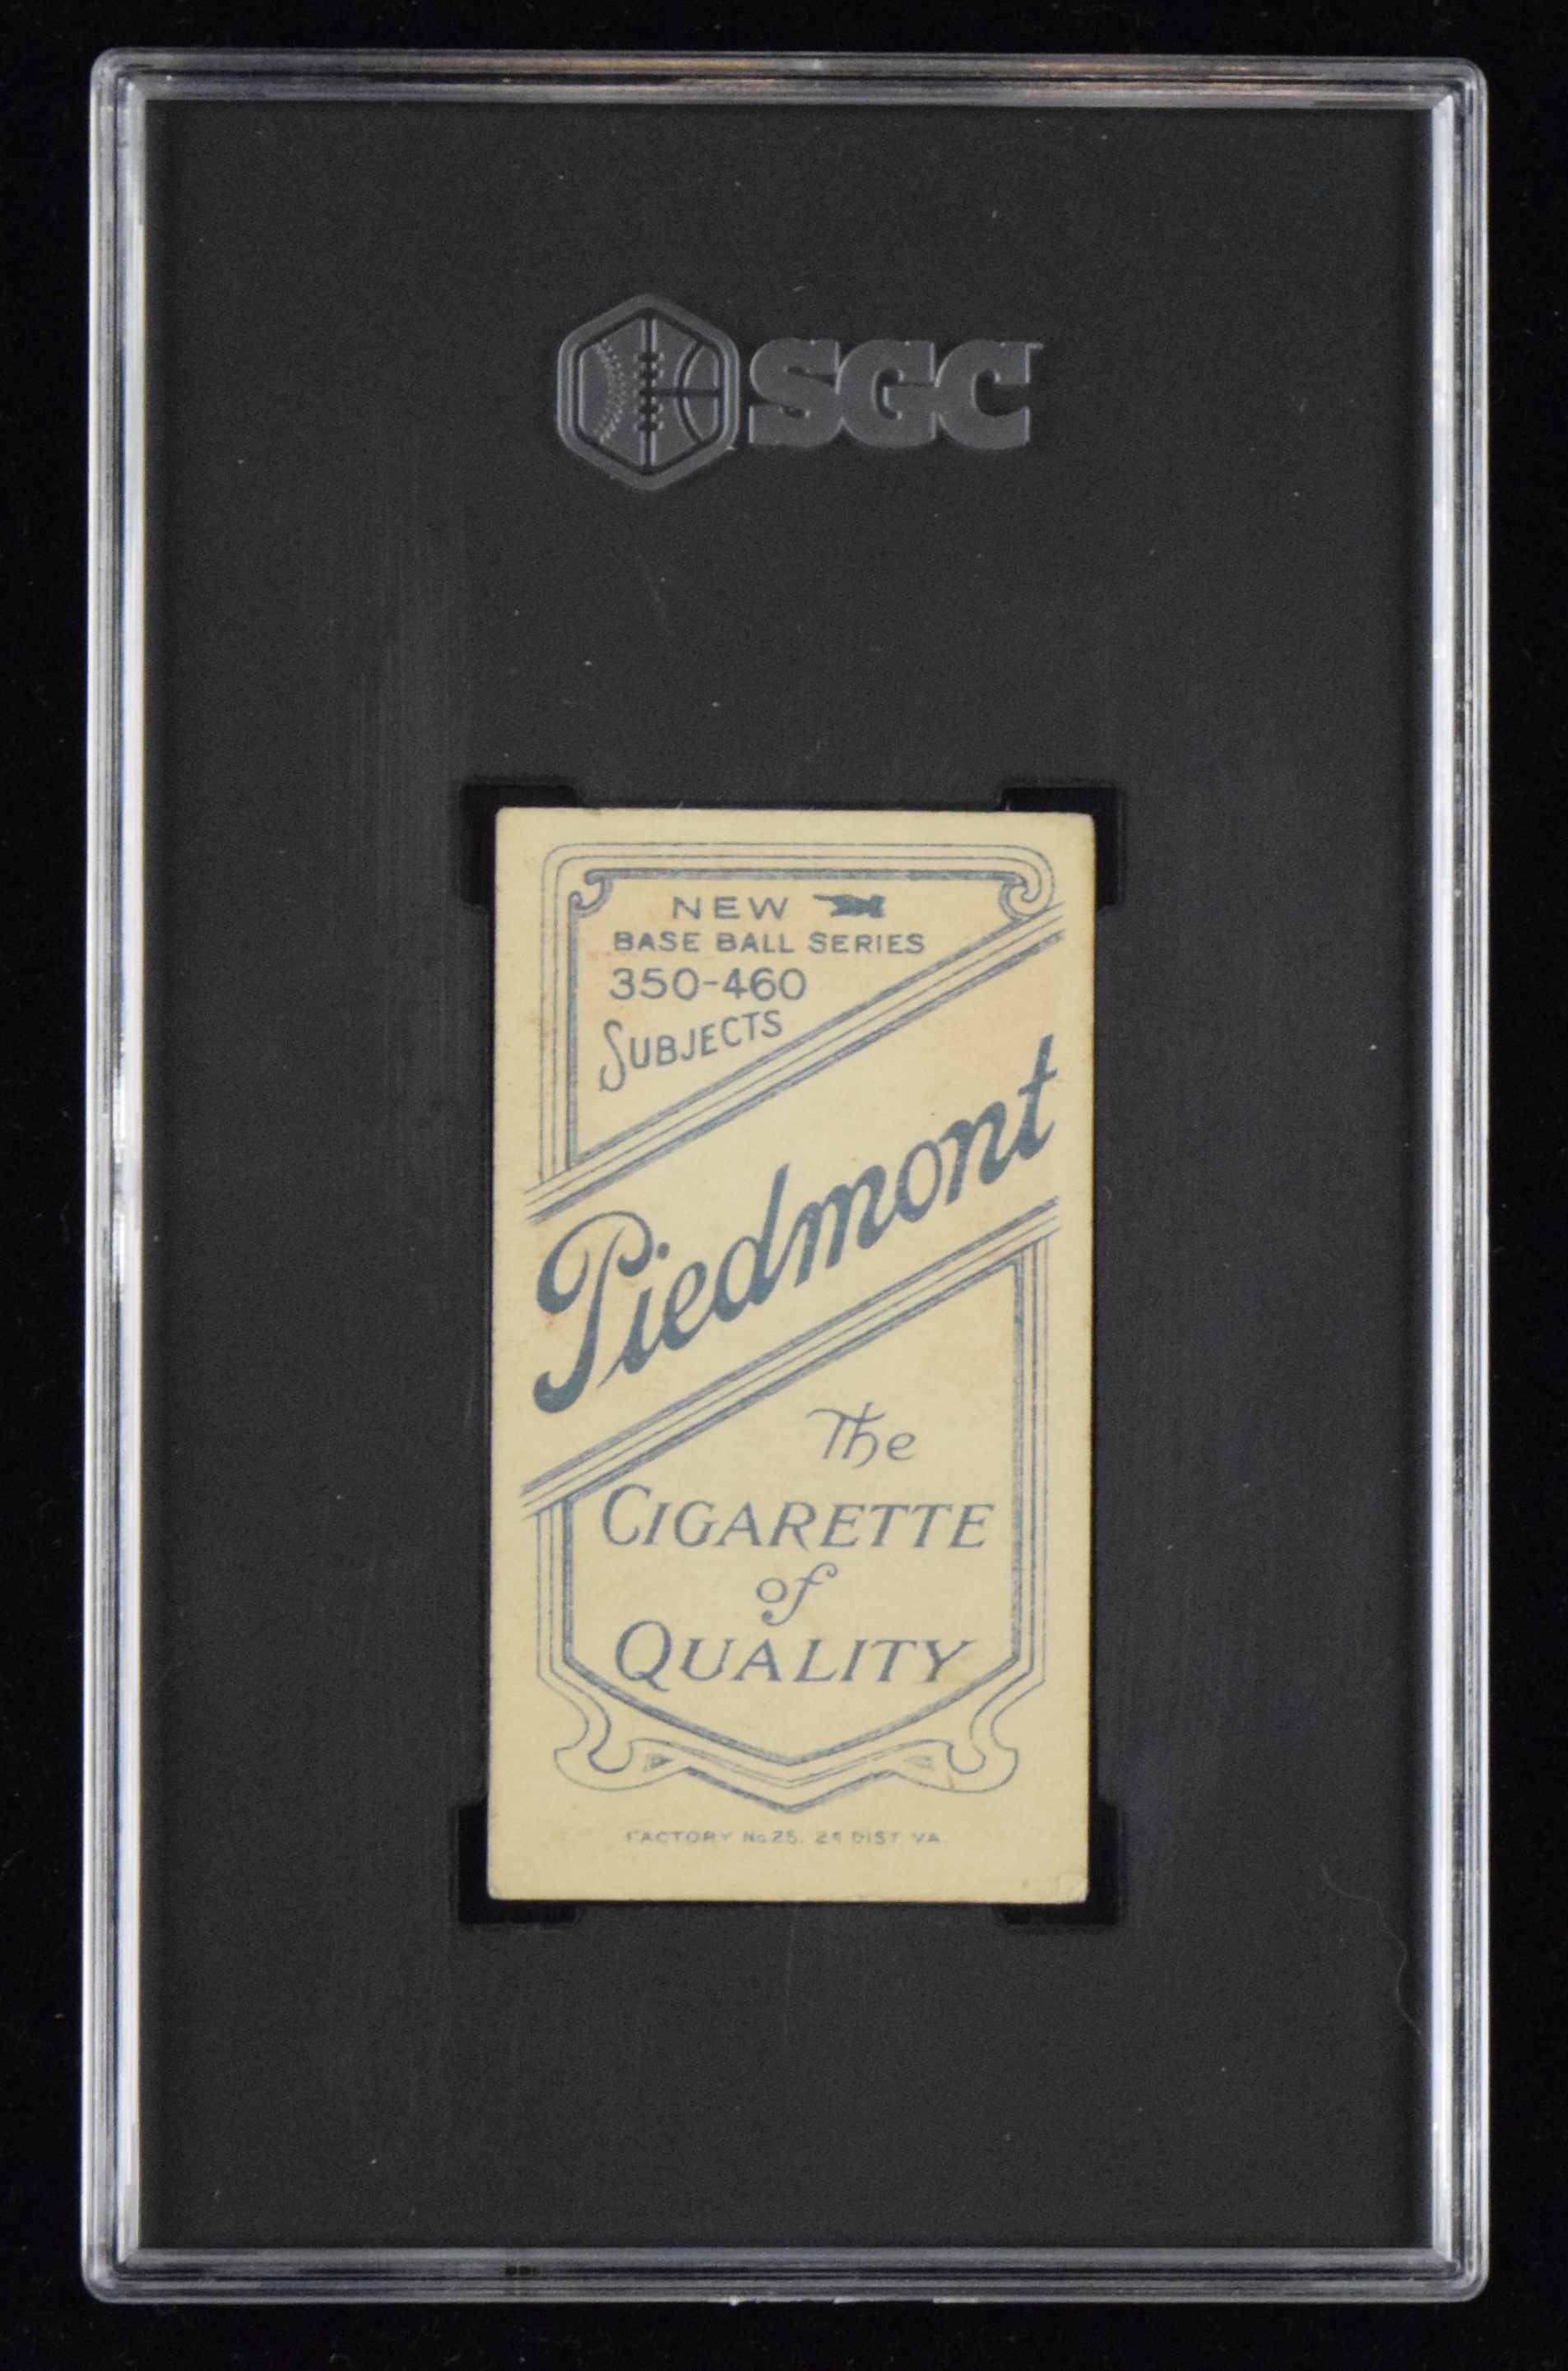 SGC
NEW
BASE BALL SERIES
350-460
SUBJECTS
Piedmont
The
CIGARETTE
of
QUALITY
FACTORY No 25. 2d DIST VA.